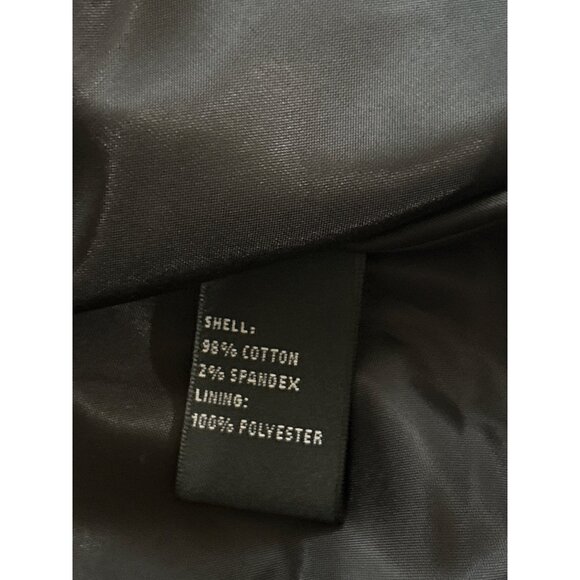 SHELL:
98% COTTON
2% SPANDEX
LINING:
100% POLYESTER